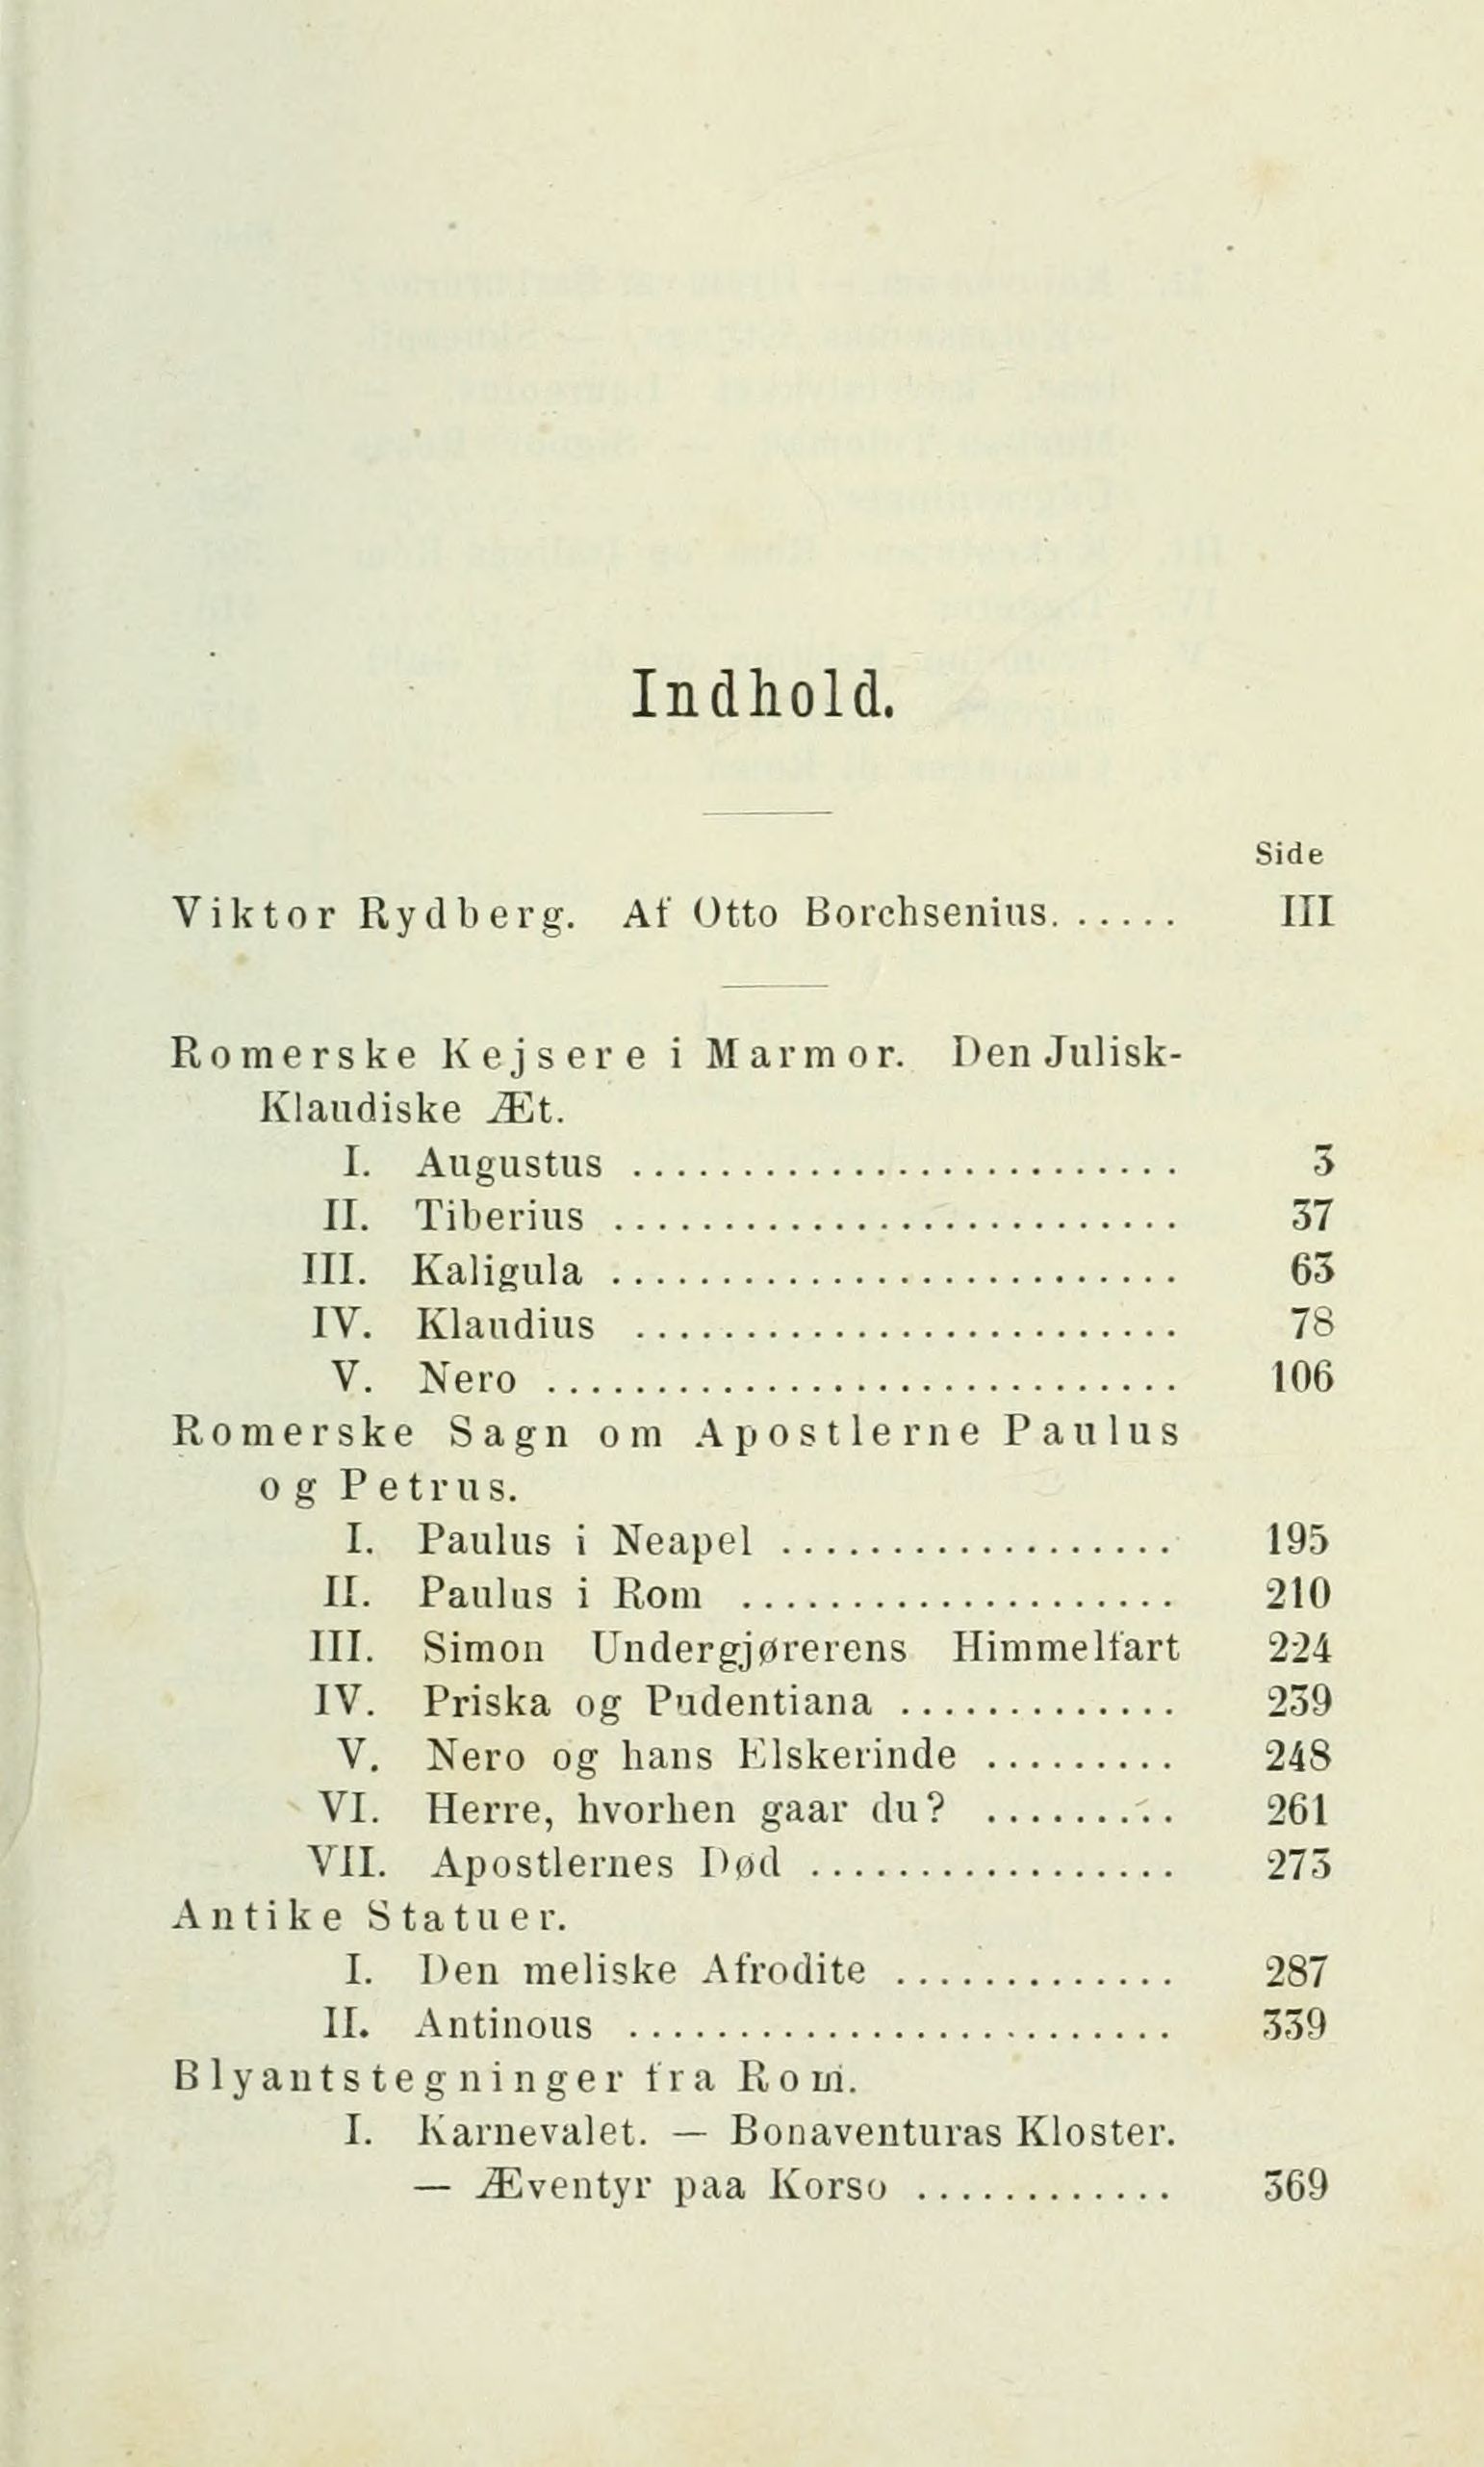 Indhold.
Side
Viktor Rydberg. Af Otto Borchsenius...... III
Romerske Kejsere i Marmor. Den Julisk-
Klaudiske Æt.
I. Augustus ......................... 3
II. Tiberius .......................... 37
III. Kaligula .......................... 63
IV. Klaudius ......................... 78
V. Nero ............................. 106
Romerske Sagn om Apostlerne Paulus
og Petrus.
I. Paulus i Neapel .................. 195
II. Paulus i Rom .................... 210
III. Simon Undergjørerens Himmelfart 224
IV. Priska og Pudentiana ............. 239
V. Nero og hans Elskerinde ......... 248
VI. Herre, hvorhen gaar du? ......... 261
VII. Apostlernes Død ................. 273
Antike Statuer.
I. Den meliske Afrodite ............. 287
II. Antinous ......................... 339
Blyantstegninger fra Rom.
I. Karnevalet. — Bonaventuras Kloster.
— Æventyr paa Korso ............ 369